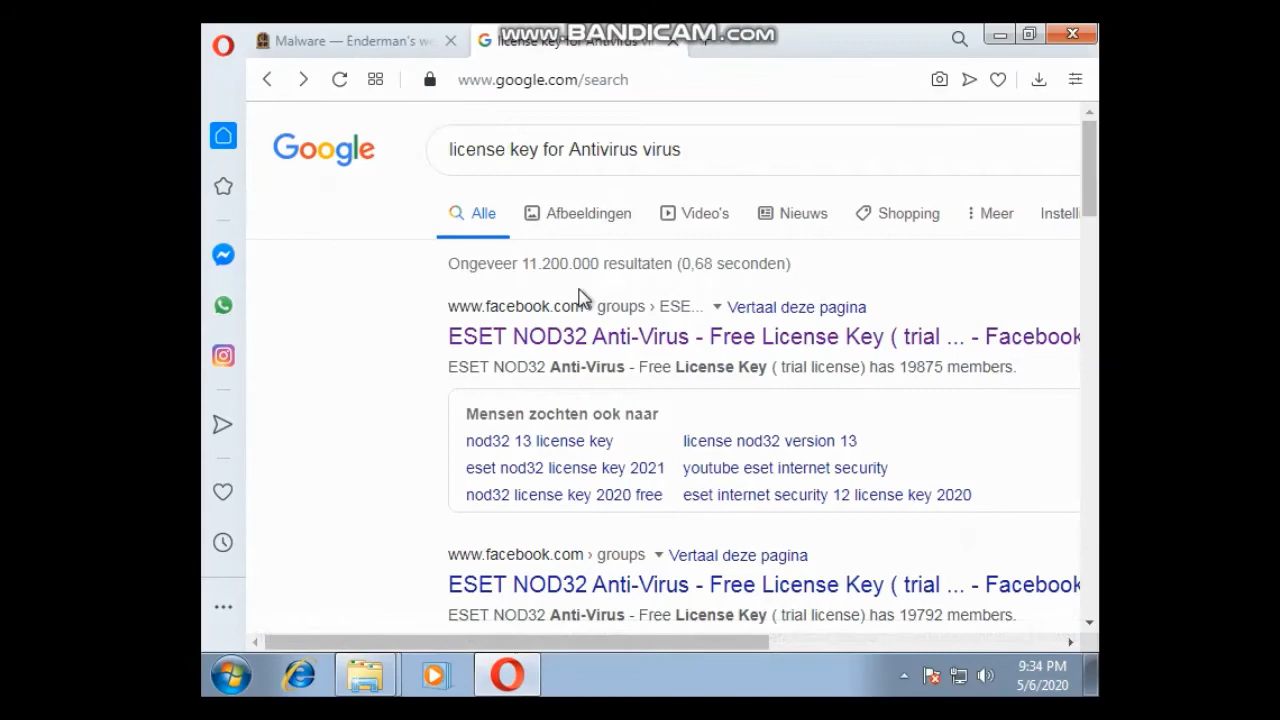 www.BANDICAM.com
Malware — Enderman's w
license key for Antivirus vi
www.google.com/search
Google
license key for Antivirus virus
Alle
Afbeeldingen
Video's
Nieuws
Shopping
Meer
Instelli
Ongeveer 11.200.000 resultaten (0,68 seconden)
www.facebook.com › groups › ESE... Vertaal deze pagina
ESET NOD32 Anti-Virus - Free License Key ( trial ... - Facebook
ESET NOD32 Anti-Virus - Free License Key ( trial license) has 19875 members.
Mensen zochten ook naar
nod32 13 license key
license nod32 version 13
eset nod32 license key 2021
youtube eset internet security
nod32 license key 2020 free
eset internet security 12 license key 2020
www.facebook.com › groups Vertaal deze pagina
ESET NOD32 Anti-Virus - Free License Key ( trial ... - Facebook
ESET NOD32 Anti-Virus - Free License Key ( trial license) has 19792 members.
9:34 PM
5/6/2020